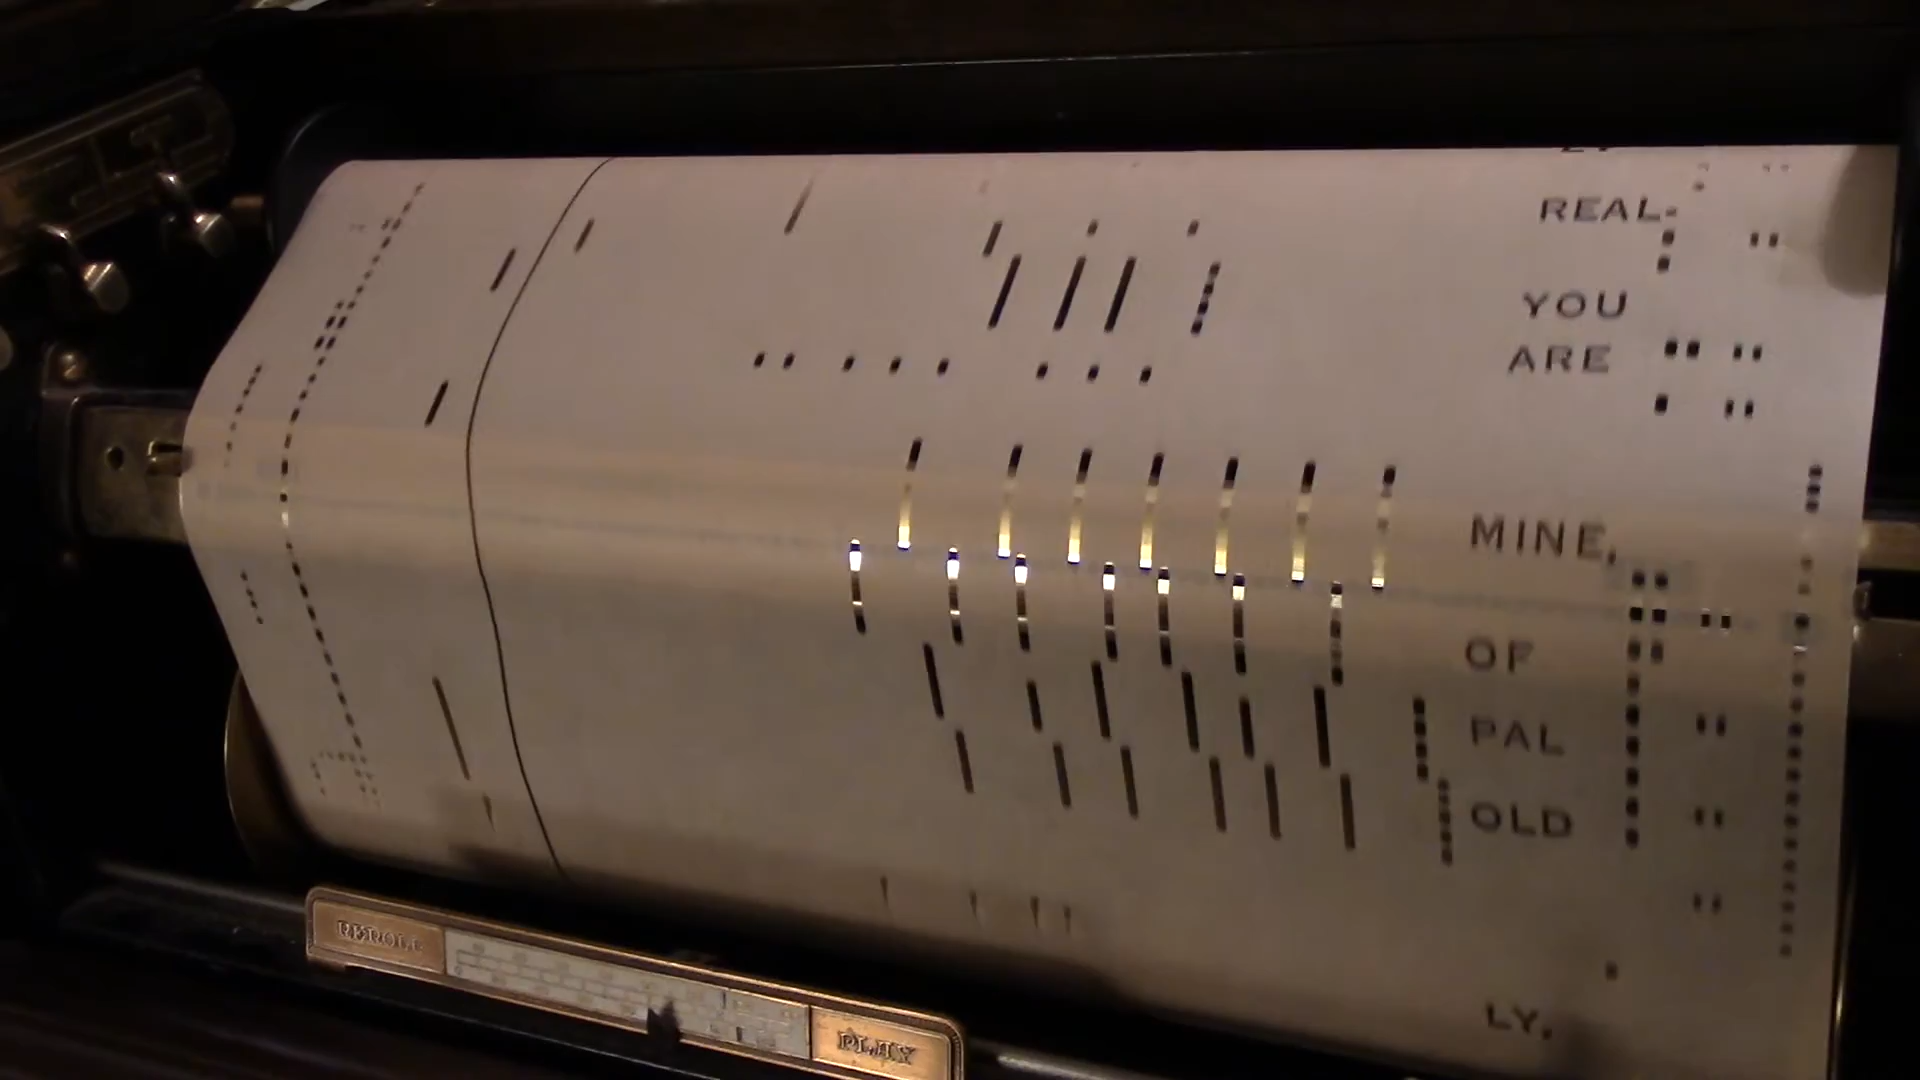 REAL-
YOU
ARE
MINE,
OF
PAL
OLD
LY.
REROLL
PLAY